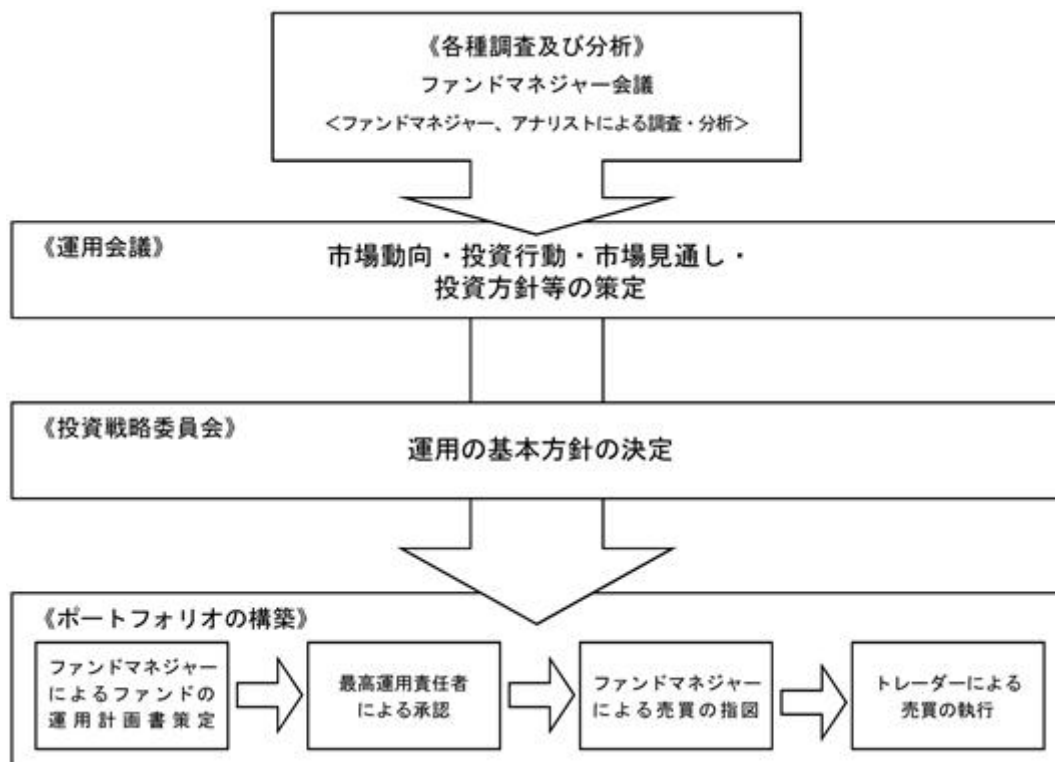 《各種調査及び分析》
ファンドマネジャー会議
＜ファンドマネジャー、アナリストによる調査・分析＞
《運用会議》
市場動向・投資行動・市場見通し・
投資方針等の策定
《投資戦略委員会》
運用の基本方針の決定
《ポートフォリオの構築》
ファンドマネジャー
によるファンドの
運用計画書策定
最高運用責任者
による承認
ファンドマネジャー
による売買の指図
トレーダーによる
売買の執行